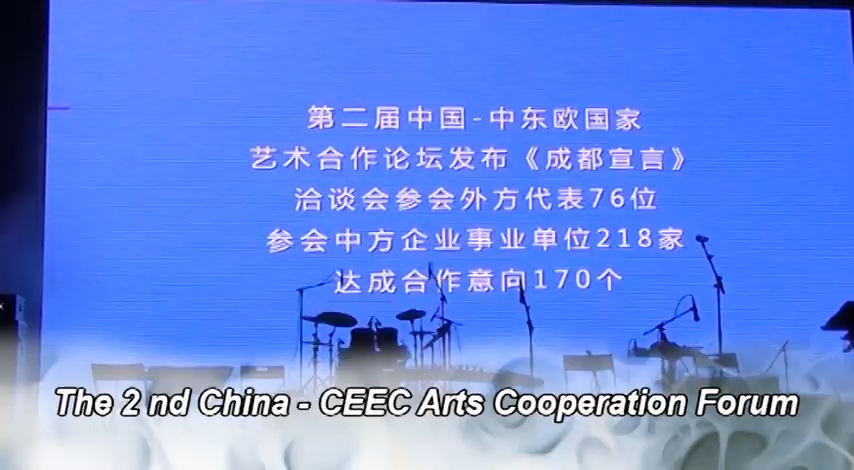 第二届中国-中东欧国家
艺术合作论坛发布《成都宣言》
洽谈会参会外方代表76位
参会中方企业事业单位218家
达成合作意向170个
The 2 nd China - CEEC Arts Cooperation Forum